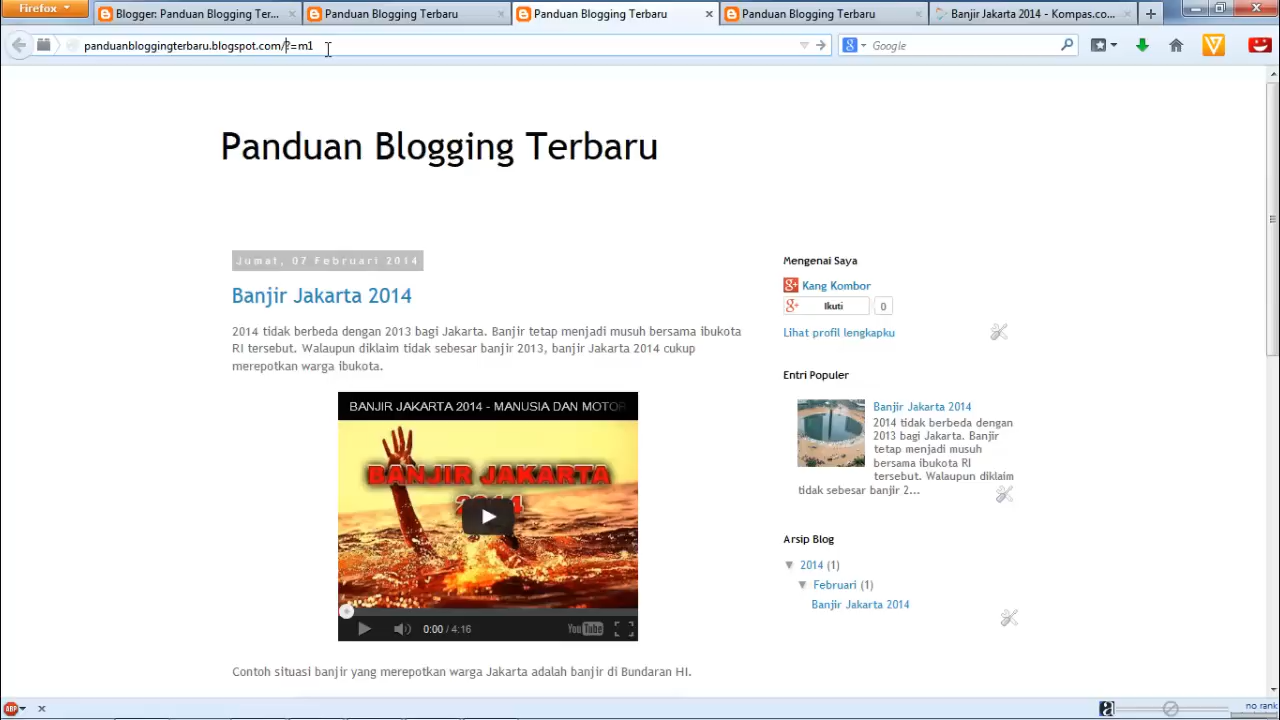 Firefox
Blogger: Panduan Blogging Ter...
Panduan Blogging Terbaru
Panduan Blogging Terbaru
Panduan Blogging Terbaru
Banjir Jakarta 2014 - Kompas.co...
panduanbloggingterbaru.blogspot.com/?=m1
Google
Panduan Blogging Terbaru
Jumat, 07 Februari 2014
Banjir Jakarta 2014
2014 tidak berbeda dengan 2013 bagi Jakarta. Banjir tetap menjadi musuh bersama ibukota
RI tersebut. Walaupun diklaim tidak sebesar banjir 2013, banjir Jakarta 2014 cukup
merepotkan warga ibukota.
BANJIR JAKARTA 2014 - MANUSIA DAN MOTOR
BANJIR JAKARTA
2014
0:00 / 4:16
YouTube
Contoh situasi banjir yang merepotkan warga Jakarta adalah banjir di Bundaran HI.
Mengenai Saya
Kang Kombor
Ikuti
0
Lihat profil lengkapku
Entri Populer
Banjir Jakarta 2014
2014 tidak berbeda dengan
2013 bagi Jakarta. Banjir
tetap menjadi musuh
bersama ibukota RI
tersebut. Walaupun diklaim
tidak sebesar banjir 2...
Arsip Blog
2014 (1)
Februari (1)
Banjir Jakarta 2014
ABP
no rank